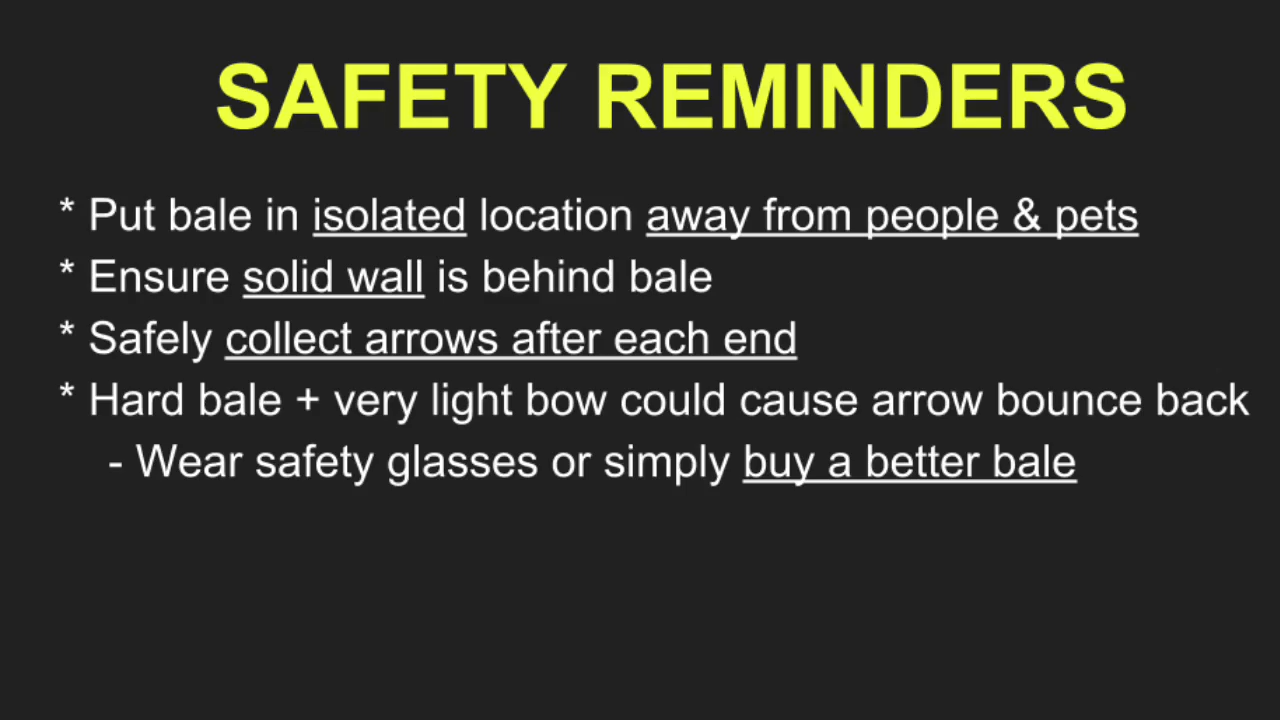 SAFETY REMINDERS
* Put bale in isolated location away from people & pets
* Ensure solid wall is behind bale
* Safely collect arrows after each end
* Hard bale + very light bow could cause arrow bounce back
- Wear safety glasses or simply buy a better bale